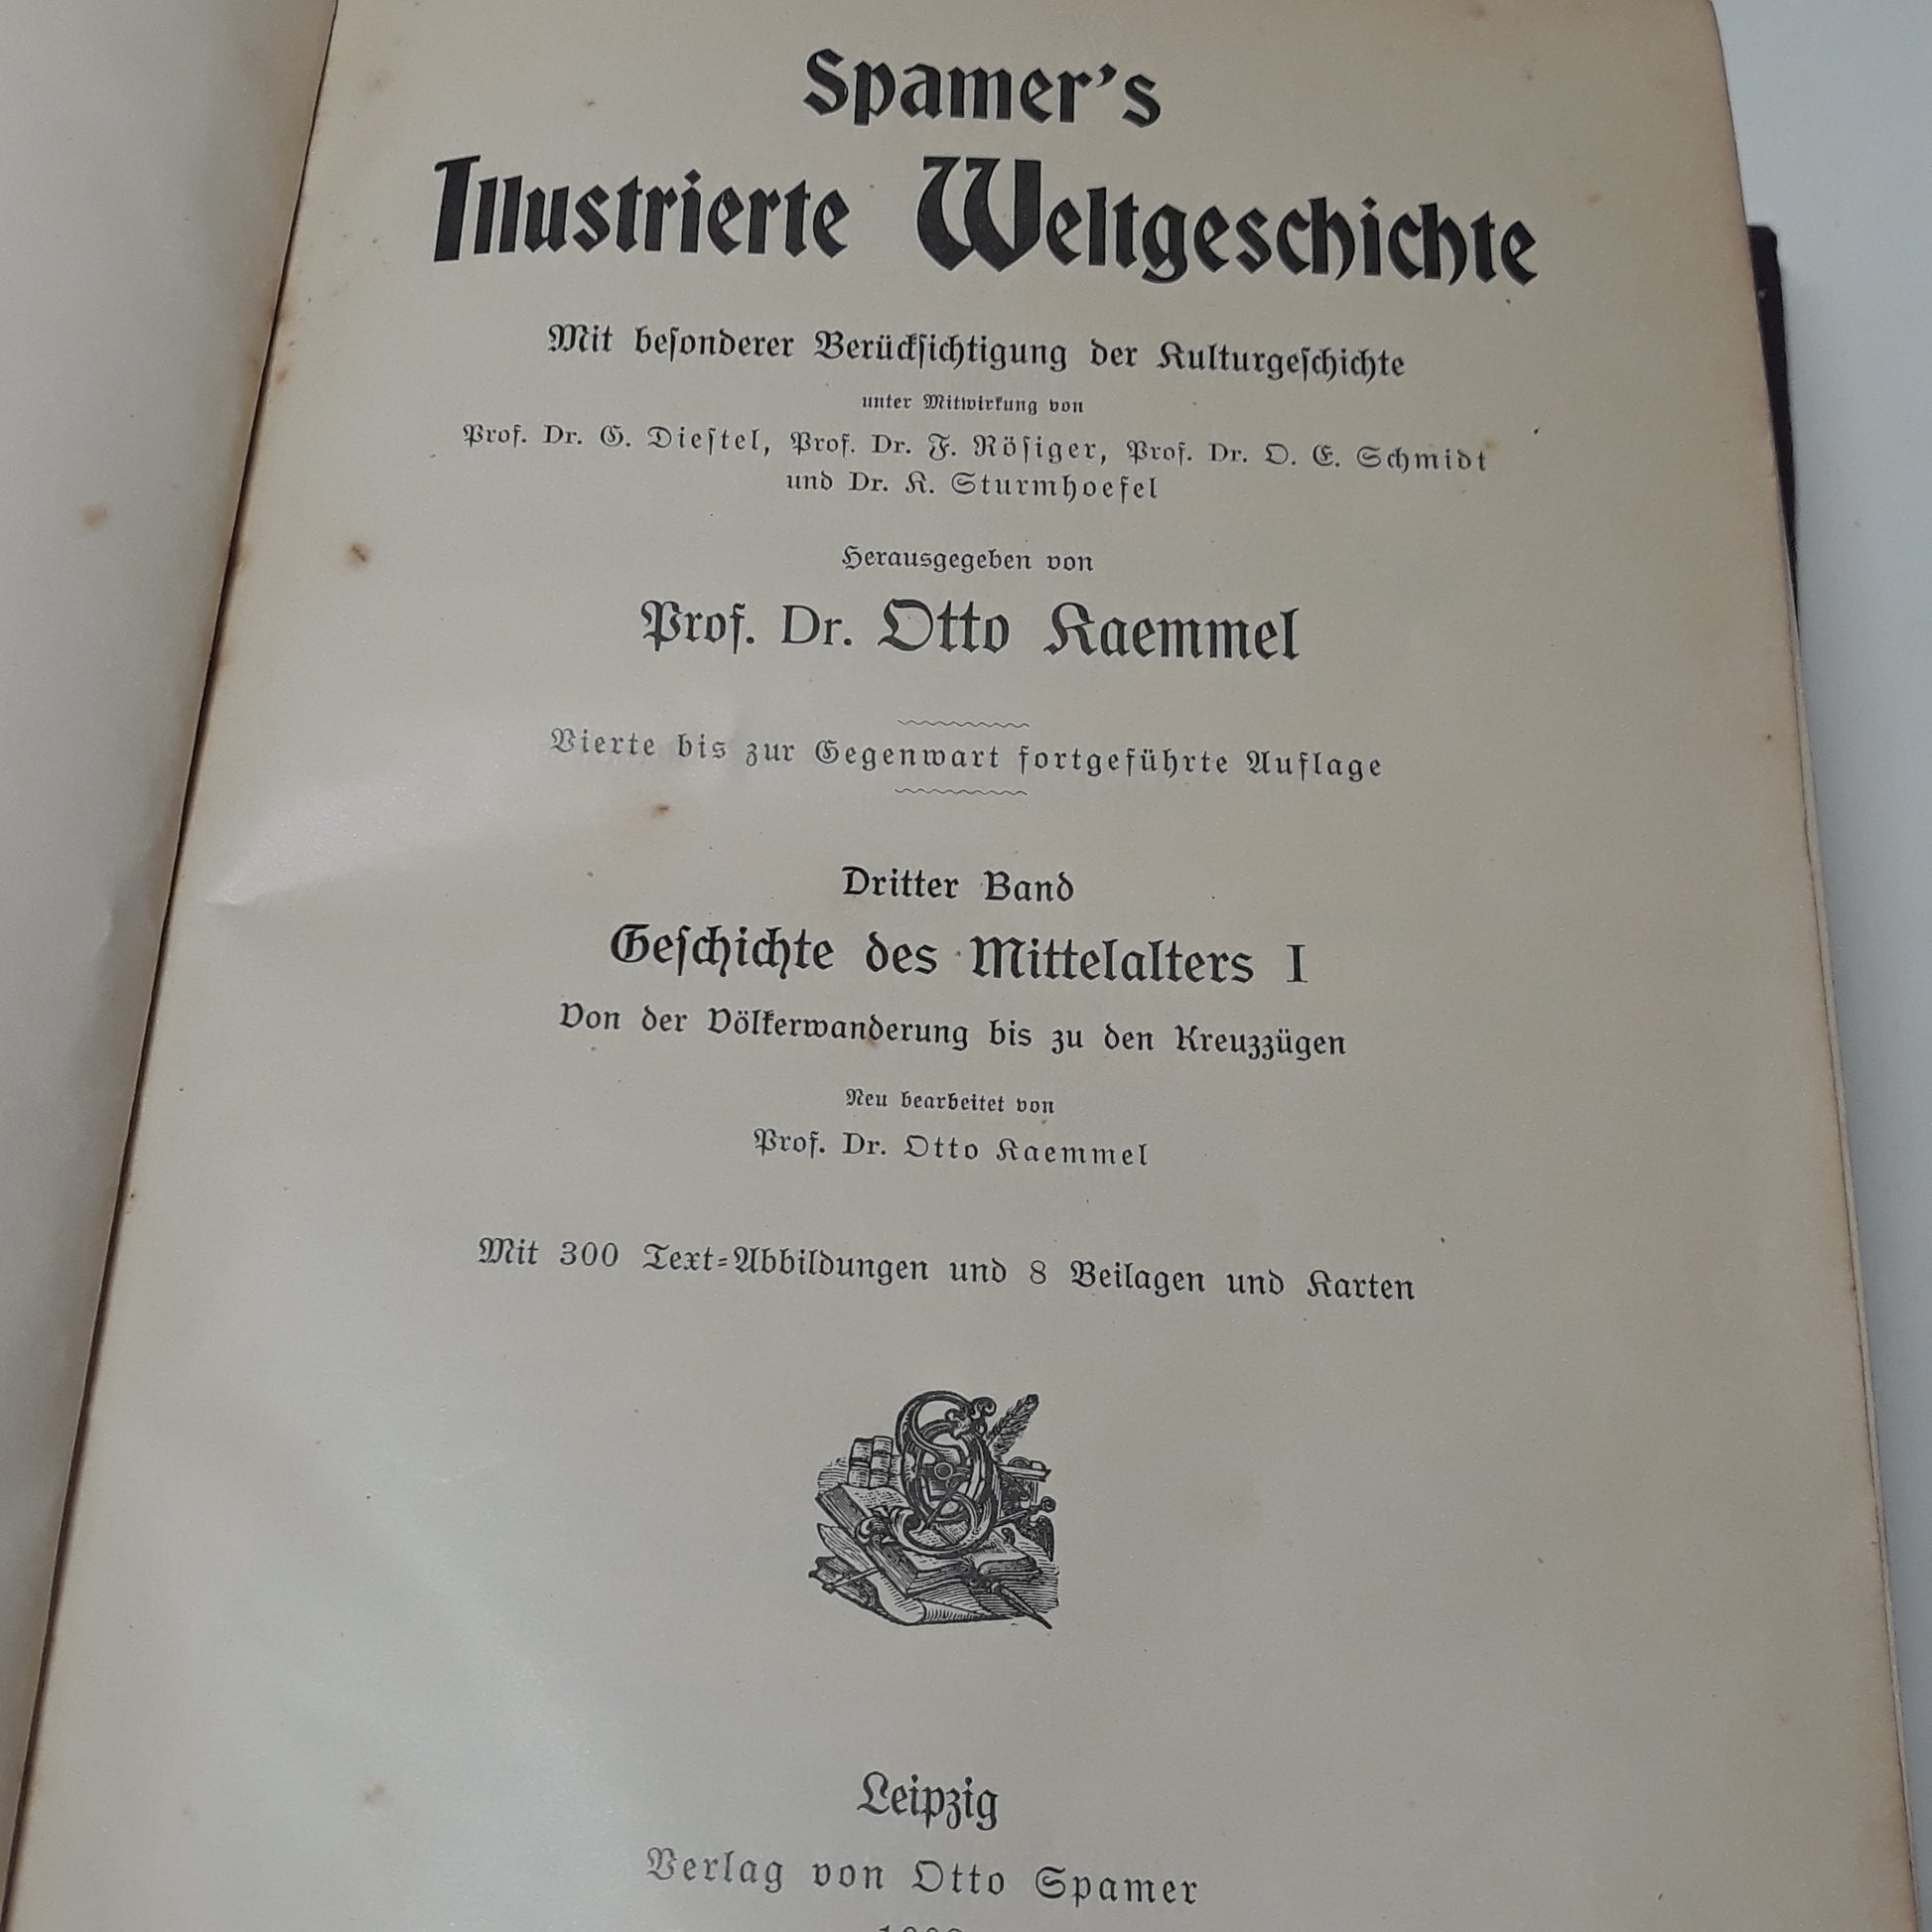 Spamer's
Illustrierte Weltgeschichte
Mit beſonderer Berückſichtigung der Kulturgeſchichte
unter Mitwirkung von
Prof. Dr. G. Dieſtel, Prof. Dr. F. Röſiger, Prof. Dr. O. E. Schmidt
und Dr. K. Sturmhoefel
Herausgegeben von
Prof. Dr. Otto Kaemmel
Vierte bis zur Gegenwart fortgeführte Auflage
Dritter Band
Geſchichte des Mittelalters I
Von der Völkerwanderung bis zu den Kreuzzügen
Neu bearbeitet von
Prof. Dr. Otto Kaemmel
Mit 300 Text-Abbildungen und 8 Beilagen und Karten
Leipzig
Verlag von Otto Spamer